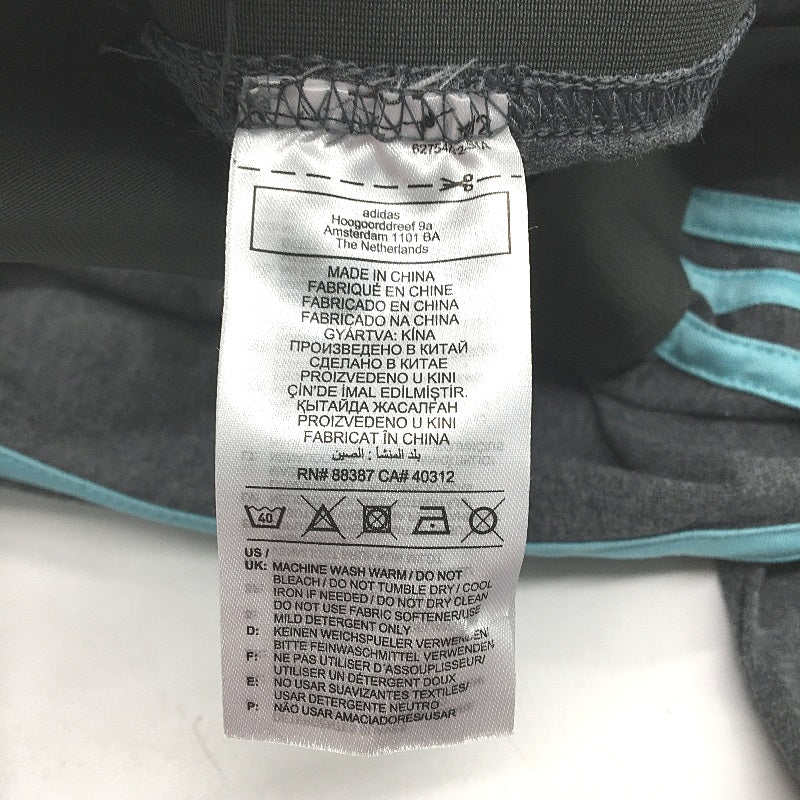 adidas
Hoogoorddreef 9a
Amsterdam 1101 BA
The Netherlands
MADE IN CHINA
FABRIQUÉ EN CHINE
FABRICADO EN CHINA
FABRICADO NA CHINA
GYÁRTVA: KÍNA
ПРОИЗВЕДЕНО В КИТАЙ
СДЕЛАНО В КИТАЕ
PROIZVEDENO U KINI
ÇİN'DE İMAL EDİLMİŞTİR.
ҚЫТАЙДА ЖАСАЛҒАН
PROIZVEDENO U KINI
FABRICAT ÎN CHINA
بلد المنشأ : الصين
RN# 88387 CA# 40312
40
US /
UK: MACHINE WASH WARM / DO NOT
BLEACH / DO NOT TUMBLE DRY / COOL
IRON IF NEEDED / DO NOT DRY CLEAN
DO NOT USE FABRIC SOFTENER/USE
MILD DETERGENT ONLY
D: KEINEN WEICHSPUELER VERWENDEN/
BITTE FEINWASCHMITTEL VERWENDEN
F: NE PAS UTILISER D'ASSOUPLISSEUR/
UTILISER UN DÉTERGENT DOUX
E: NO USAR SUAVIZANTES TEXTILES/
USAR DETERGENTE NEUTRO
P: NÃO USAR AMACIADORES/USAR